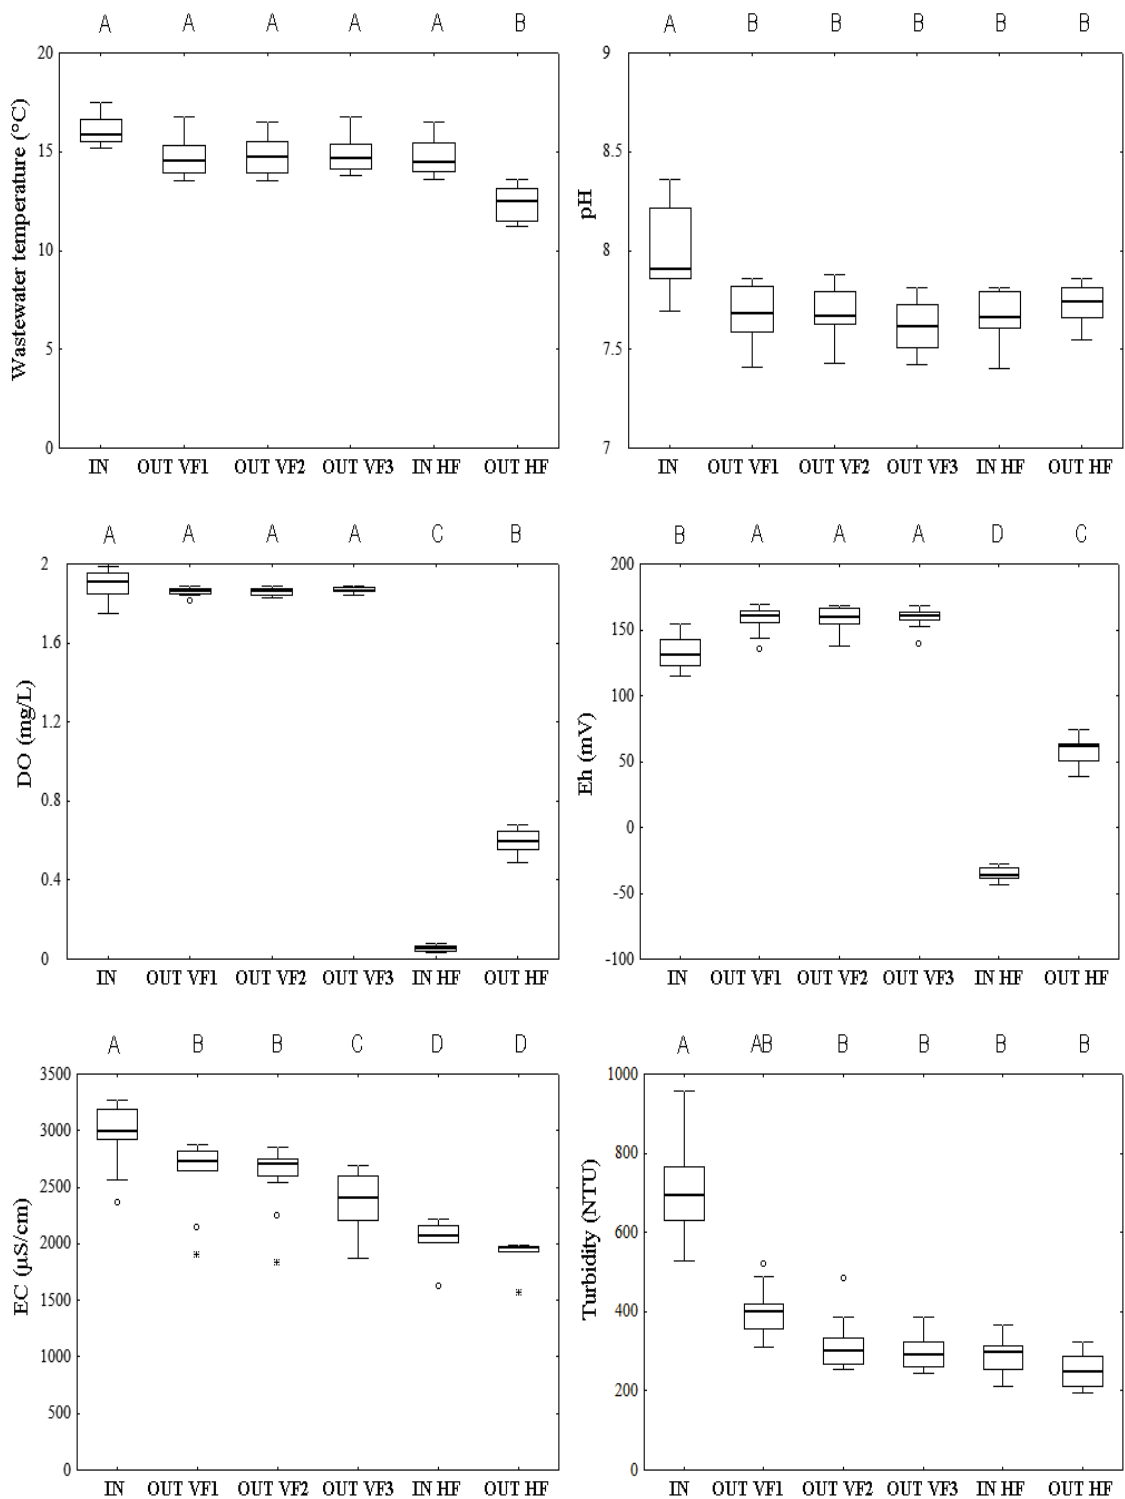 A A A A A B
Wastewater temperature (°C)
20
15
10
5
0
IN OUT VF1 OUT VF2 OUT VF3 IN HF OUT HF
A B B B B B
pH
9
8.5
8
7.5
7
IN OUT VF1 OUT VF2 OUT VF3 IN HF OUT HF
A A A A C B
DO (mg/L)
2
1.6
1.2
0.8
0.4
0
IN OUT VF1 OUT VF2 OUT VF3 IN HF OUT HF
B A A A D C
Eh (mV)
200
150
100
50
0
-50
-100
IN OUT VF1 OUT VF2 OUT VF3 IN HF OUT HF
A B B C D D
EC (µS/cm)
3500
3000
2500
2000
1500
1000
500
0
IN OUT VF1 OUT VF2 OUT VF3 IN HF OUT HF
A AB B B B B
Turbidity (NTU)
1000
800
600
400
200
0
IN OUT VF1 OUT VF2 OUT VF3 IN HF OUT HF